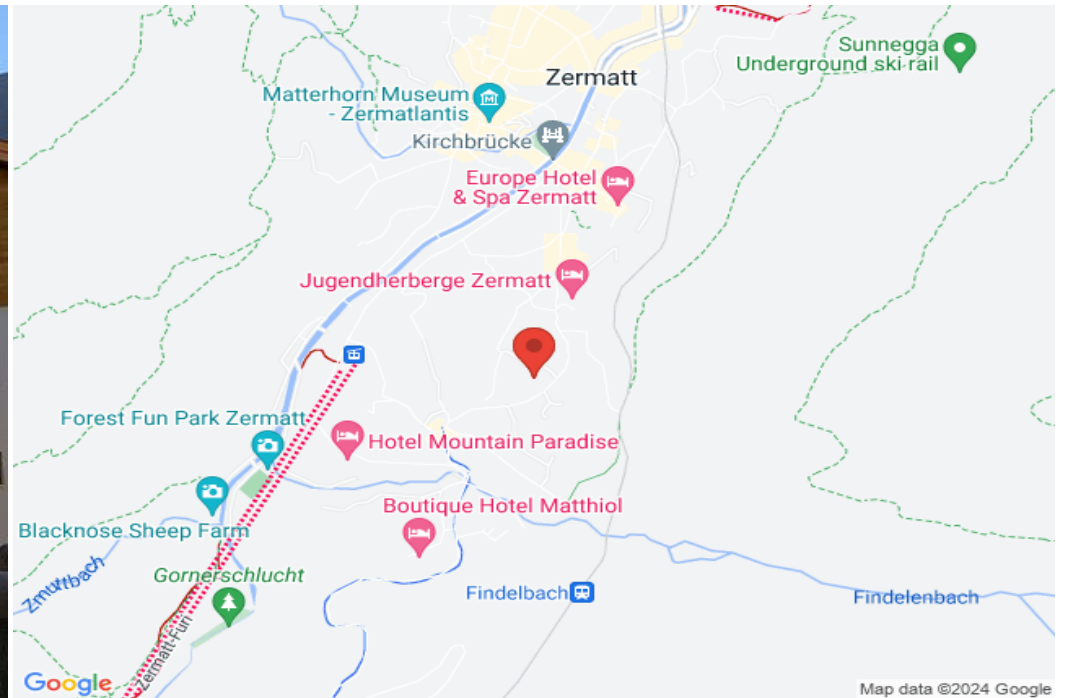 Sunnegga
Underground ski rail
Zermatt
Matterhorn Museum
- Zermatlantis
Kirchbrücke
Europe Hotel
& Spa Zermatt
Jugendherberge Zermatt
Forest Fun Park Zermatt
Hotel Mountain Paradise
Boutique Hotel Matthiol
Blacknose Sheep Farm
Zmuttbach
Gornerschlucht
Findelbach
Findelenbach
Zermatt-Furi
Google
Map data ©2024 Google